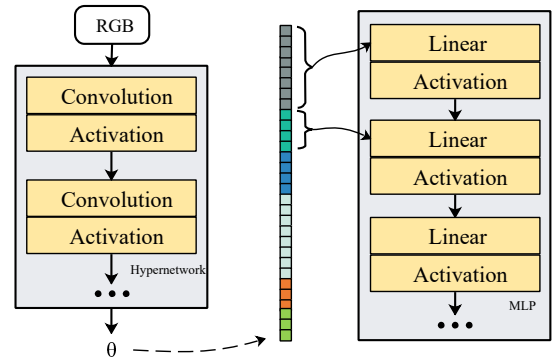 RGB
Convolution
Activation
Convolution
Activation
Hypernetwork
•••
θ
Linear
Activation
Linear
Activation
Linear
Activation
MLP
•••